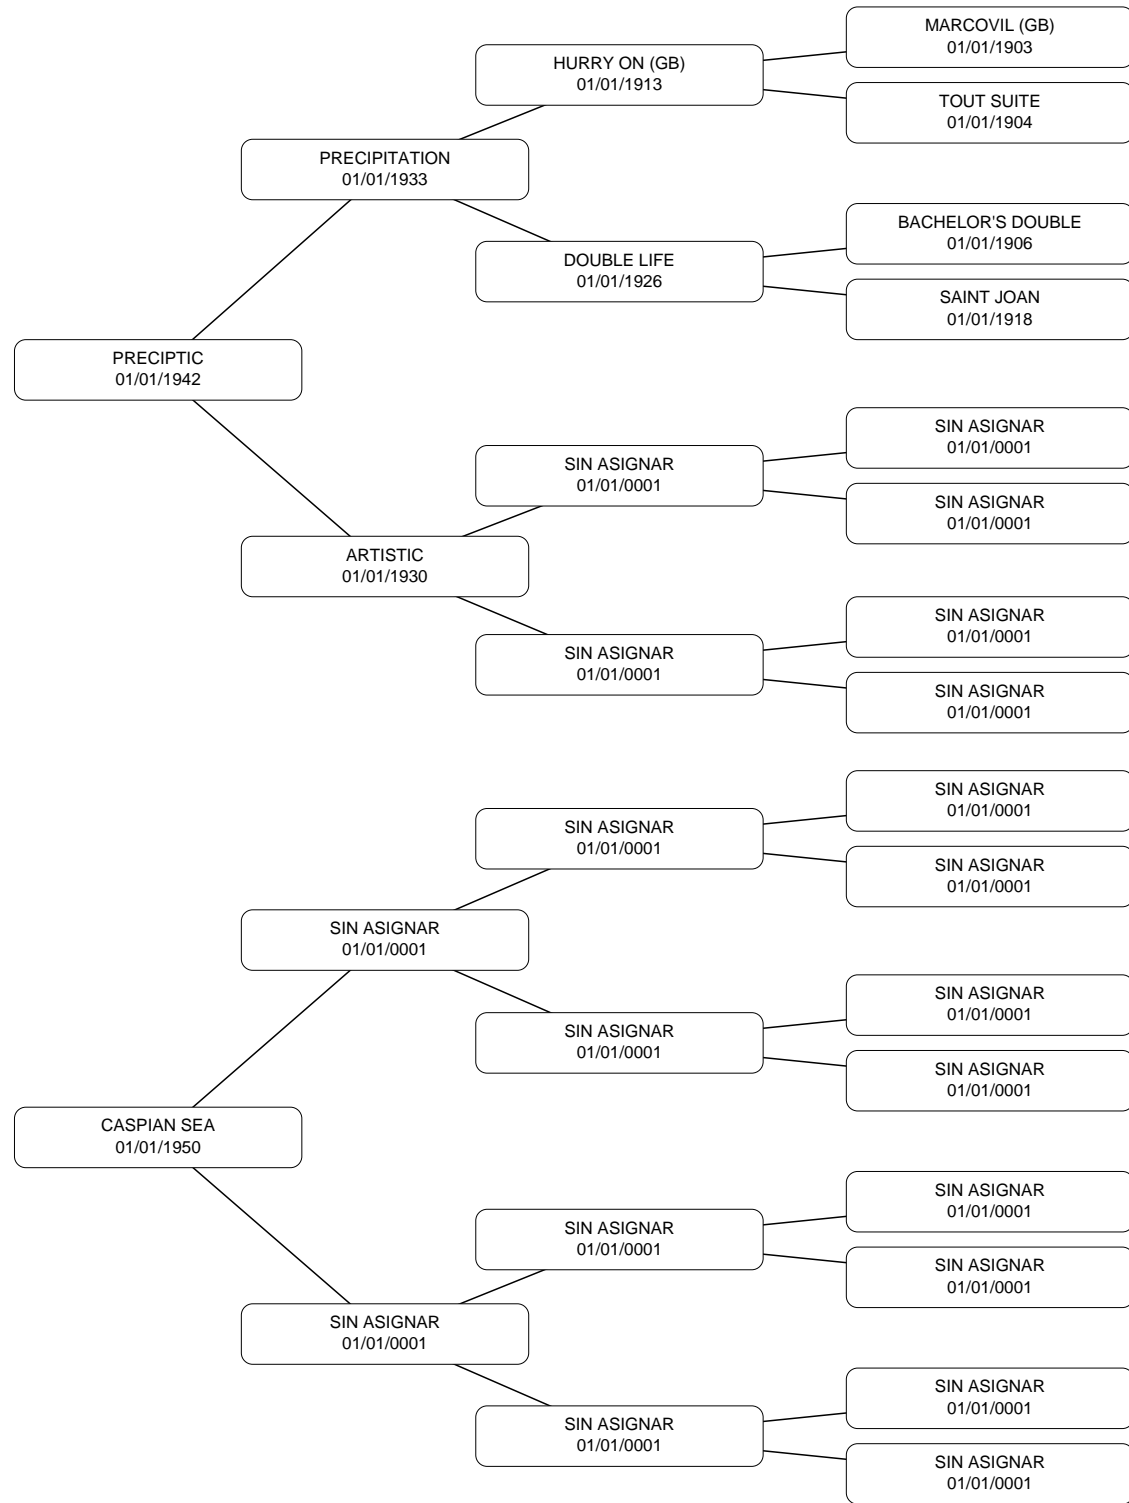 MARCOVIL (GB)
01/01/1903
HURRY ON (GB)
01/01/1913
TOUT SUITE
01/01/1904
PRECIPITATION
01/01/1933
BACHELOR'S DOUBLE
01/01/1906
DOUBLE LIFE
01/01/1926
SAINT JOAN
01/01/1918
PRECIPTIC
01/01/1942
SIN ASIGNAR
01/01/0001
SIN ASIGNAR
01/01/0001
SIN ASIGNAR
01/01/0001
ARTISTIC
01/01/1930
SIN ASIGNAR
01/01/0001
SIN ASIGNAR
01/01/0001
SIN ASIGNAR
01/01/0001
SIN ASIGNAR
01/01/0001
SIN ASIGNAR
01/01/0001
SIN ASIGNAR
01/01/0001
SIN ASIGNAR
01/01/0001
SIN ASIGNAR
01/01/0001
SIN ASIGNAR
01/01/0001
SIN ASIGNAR
01/01/0001
CASPIAN SEA
01/01/1950
SIN ASIGNAR
01/01/0001
SIN ASIGNAR
01/01/0001
SIN ASIGNAR
01/01/0001
SIN ASIGNAR
01/01/0001
SIN ASIGNAR
01/01/0001
SIN ASIGNAR
01/01/0001
SIN ASIGNAR
01/01/0001